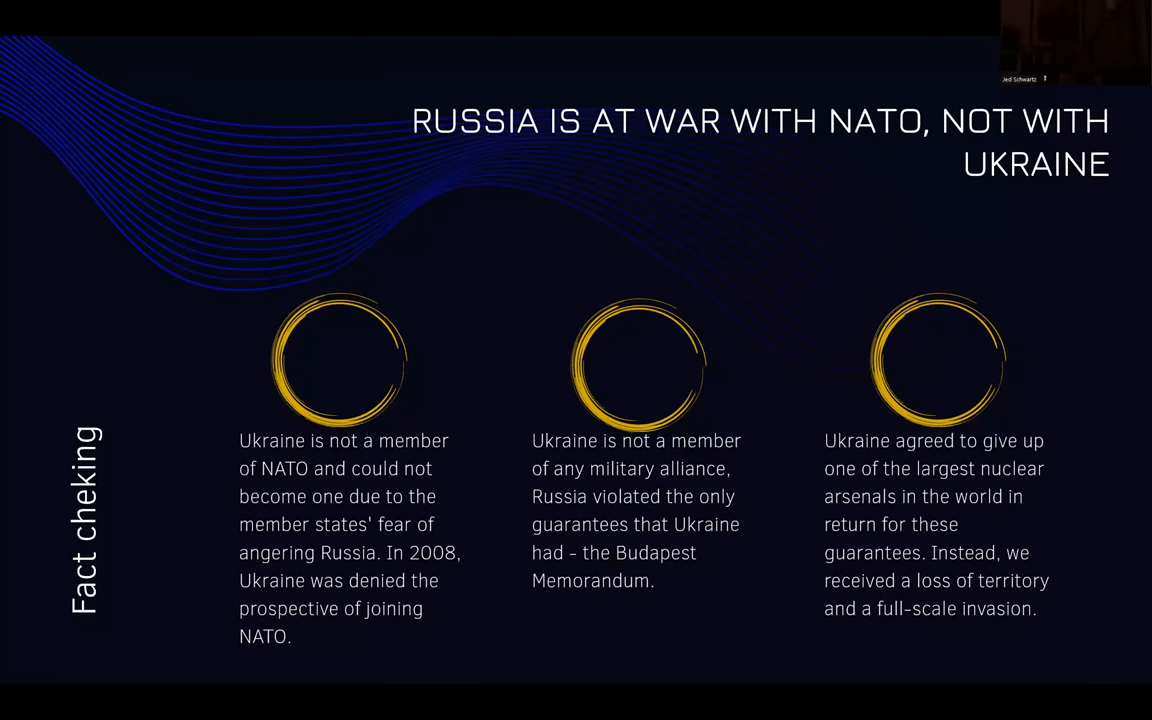 Jed Schwartz
RUSSIA IS AT WAR WITH NATO, NOT WITH
UKRAINE
Fact cheking
Ukraine is not a member
of NATO and could not
become one due to the
member states' fear of
angering Russia. In 2008,
Ukraine was denied the
prospective of joining
NATO.
Ukraine is not a member
of any military alliance,
Russia violated the only
guarantees that Ukraine
had - the Budapest
Memorandum.
Ukraine agreed to give up
one of the largest nuclear
arsenals in the world in
return for these
guarantees. Instead, we
received a loss of territory
and a full-scale invasion.